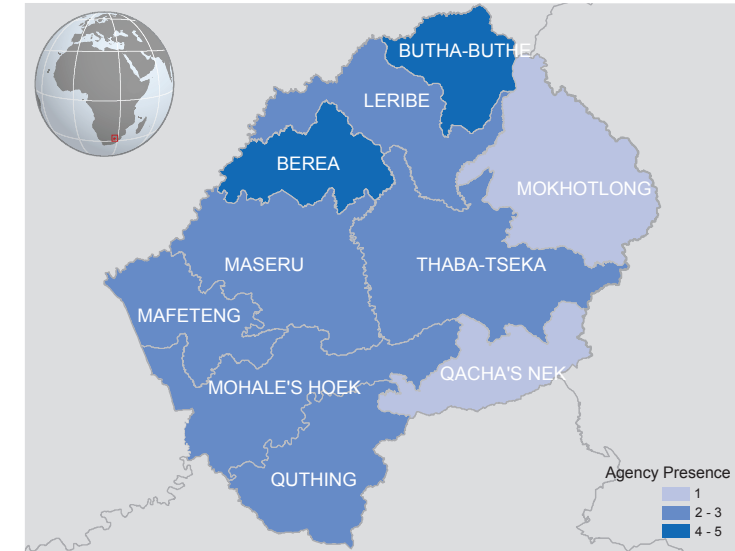 BUTHA-BUTHE
LERIBE
BEREA
MOKHOTLONG
MASERU
THABA-TSEKA
MAFETENG
QACHA'S NEK
MOHALE'S HOEK
QUTHING
Agency Presence
1
2 - 3
4 - 5